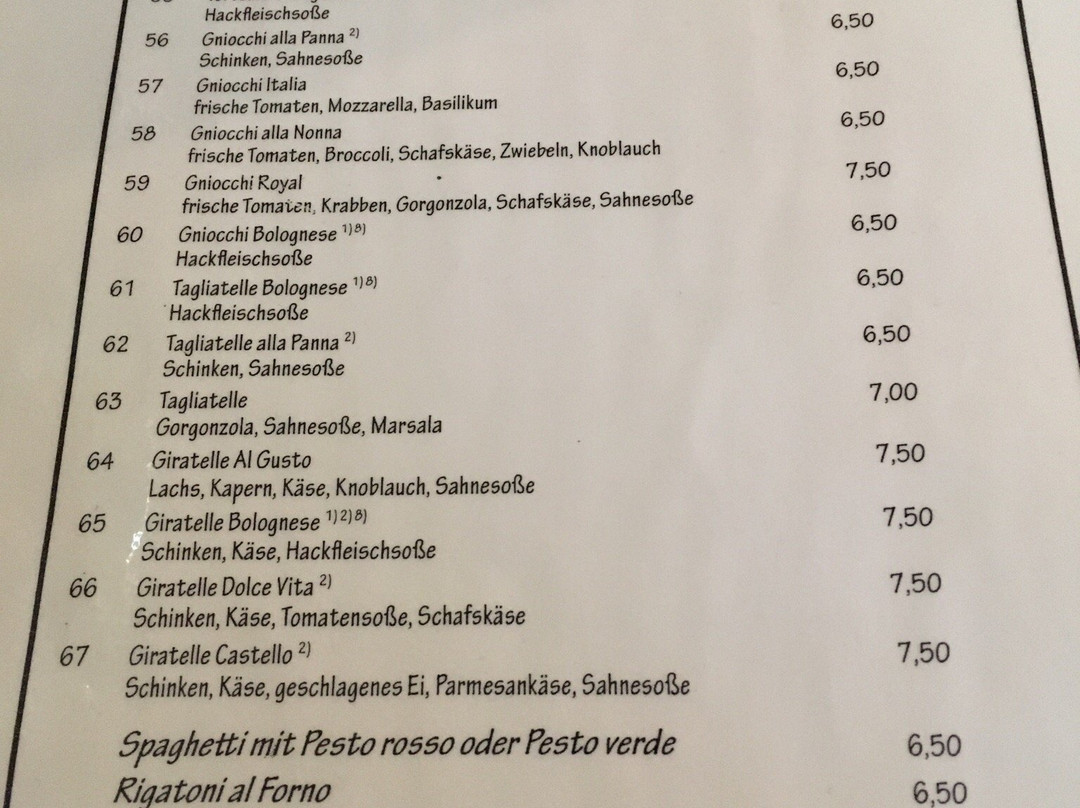 Hackfleischsoße 6,50
56 Gniocchi alla Panna 2)
Schinken, Sahnesoße 6,50
57 Gniocchi Italia
frische Tomaten, Mozzarella, Basilikum 6,50
58 Gniocchi alla Nonna
frische Tomaten, Broccoli, Schafskäse, Zwiebeln, Knoblauch
59 Gniocchi Royal 7,50
frische Tomaten, Krabben, Gorgonzola, Schafskäse, Sahnesoße
60 Gniocchi Bolognese 1)8) 6,50
Hackfleischsoße
61 Tagliatelle Bolognese 1)8) 6,50
Hackfleischsoße
62 Tagliatelle alla Panna 2) 6,50
Schinken, Sahnesoße
63 Tagliatelle 7,00
Gorgonzola, Sahnesoße, Marsala
64 Giratelle Al Gusto 7,50
Lachs, Kapern, Käse, Knoblauch, Sahnesoße
65 Giratelle Bolognese 1)2)8) 7,50
Schinken, Käse, Hackfleischsoße
66 Giratelle Dolce Vita 2) 7,50
Schinken, Käse, Tomatensoße, Schafskäse
67 Giratelle Castello 2) 7,50
Schinken, Käse, geschlagenes Ei, Parmesankäse, Sahnesoße
Spaghetti mit Pesto rosso oder Pesto verde 6,50
Rigatoni al Forno 6,50